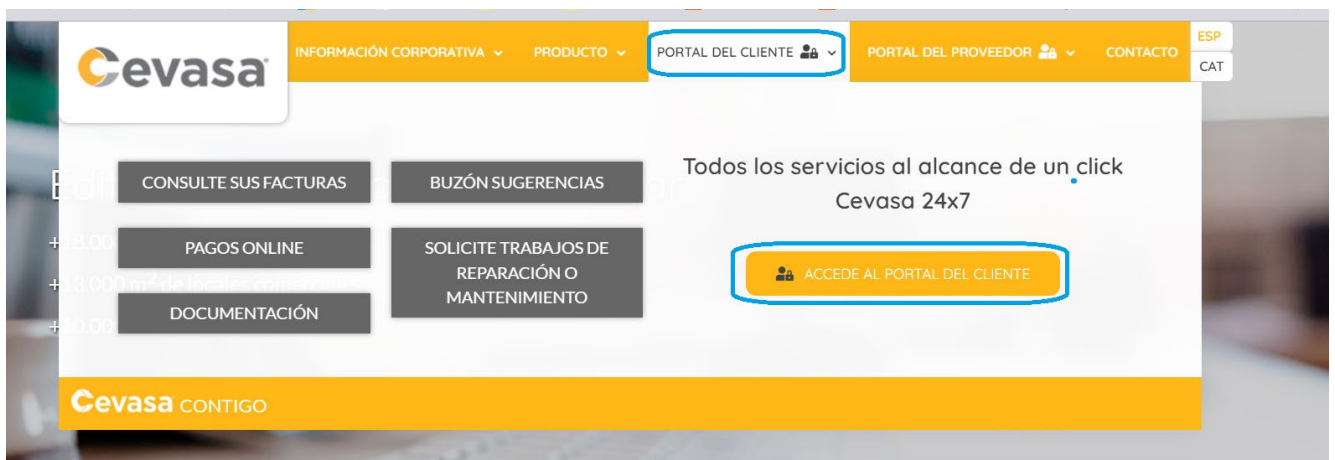 Cevasa
INFORMACIÓN CORPORATIVA
PRODUCTO
PORTAL DEL CLIENTE
PORTAL DEL PROVEEDOR
CONTACTO
ESP
CAT
CONSULTE SUS FACTURAS
BUZÓN SUGERENCIAS
PAGOS ONLINE
SOLICITE TRABAJOS DE
REPARACIÓN O
MANTENIMIENTO
DOCUMENTACIÓN
Todos los servicios al alcance de un click
Cevasa 24x7
ACCEDE AL PORTAL DEL CLIENTE
Cevasa CONTIGO